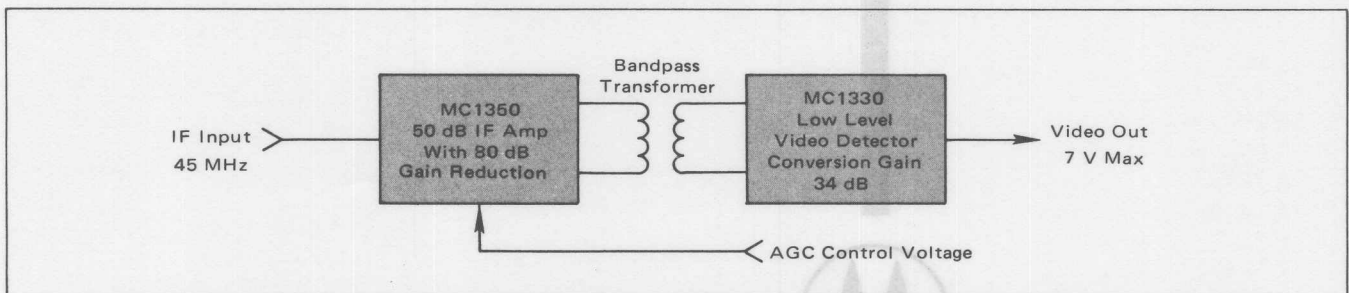 IF Input
45 MHz
MC1350
50 dB IF Amp
With 80 dB
Gain Reduction
Bandpass
Transformer
MC1330
Low Level
Video Detector
Conversion Gain
34 dB
Video Out
7 V Max
AGC Control Voltage